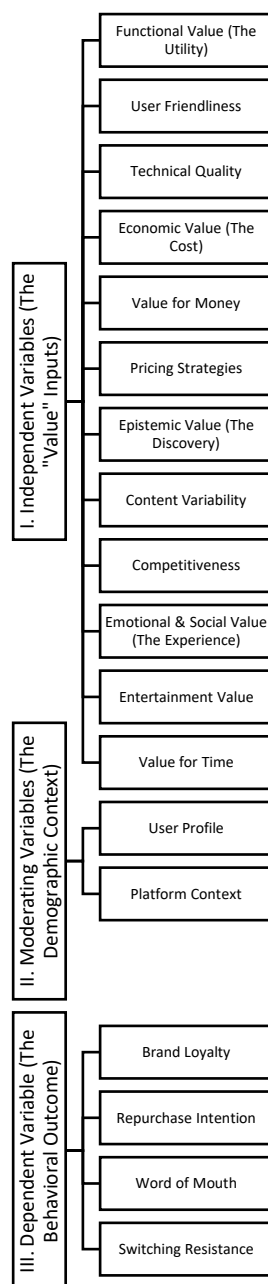 I. Independent Variables (The
"Value" Inputs)
Functional Value (The
Utility)
User Friendliness
Technical Quality
Economic Value (The
Cost)
Value for Money
Pricing Strategies
Epistemic Value (The
Discovery)
Content Variability
Competitiveness
Emotional & Social Value
(The Experience)
Entertainment Value
Value for Time
II. Moderating Variables (The
Demographic Context)
User Profile
Platform Context
III. Dependent Variable (The
Behavioral Outcome)
Brand Loyalty
Repurchase Intention
Word of Mouth
Switching Resistance